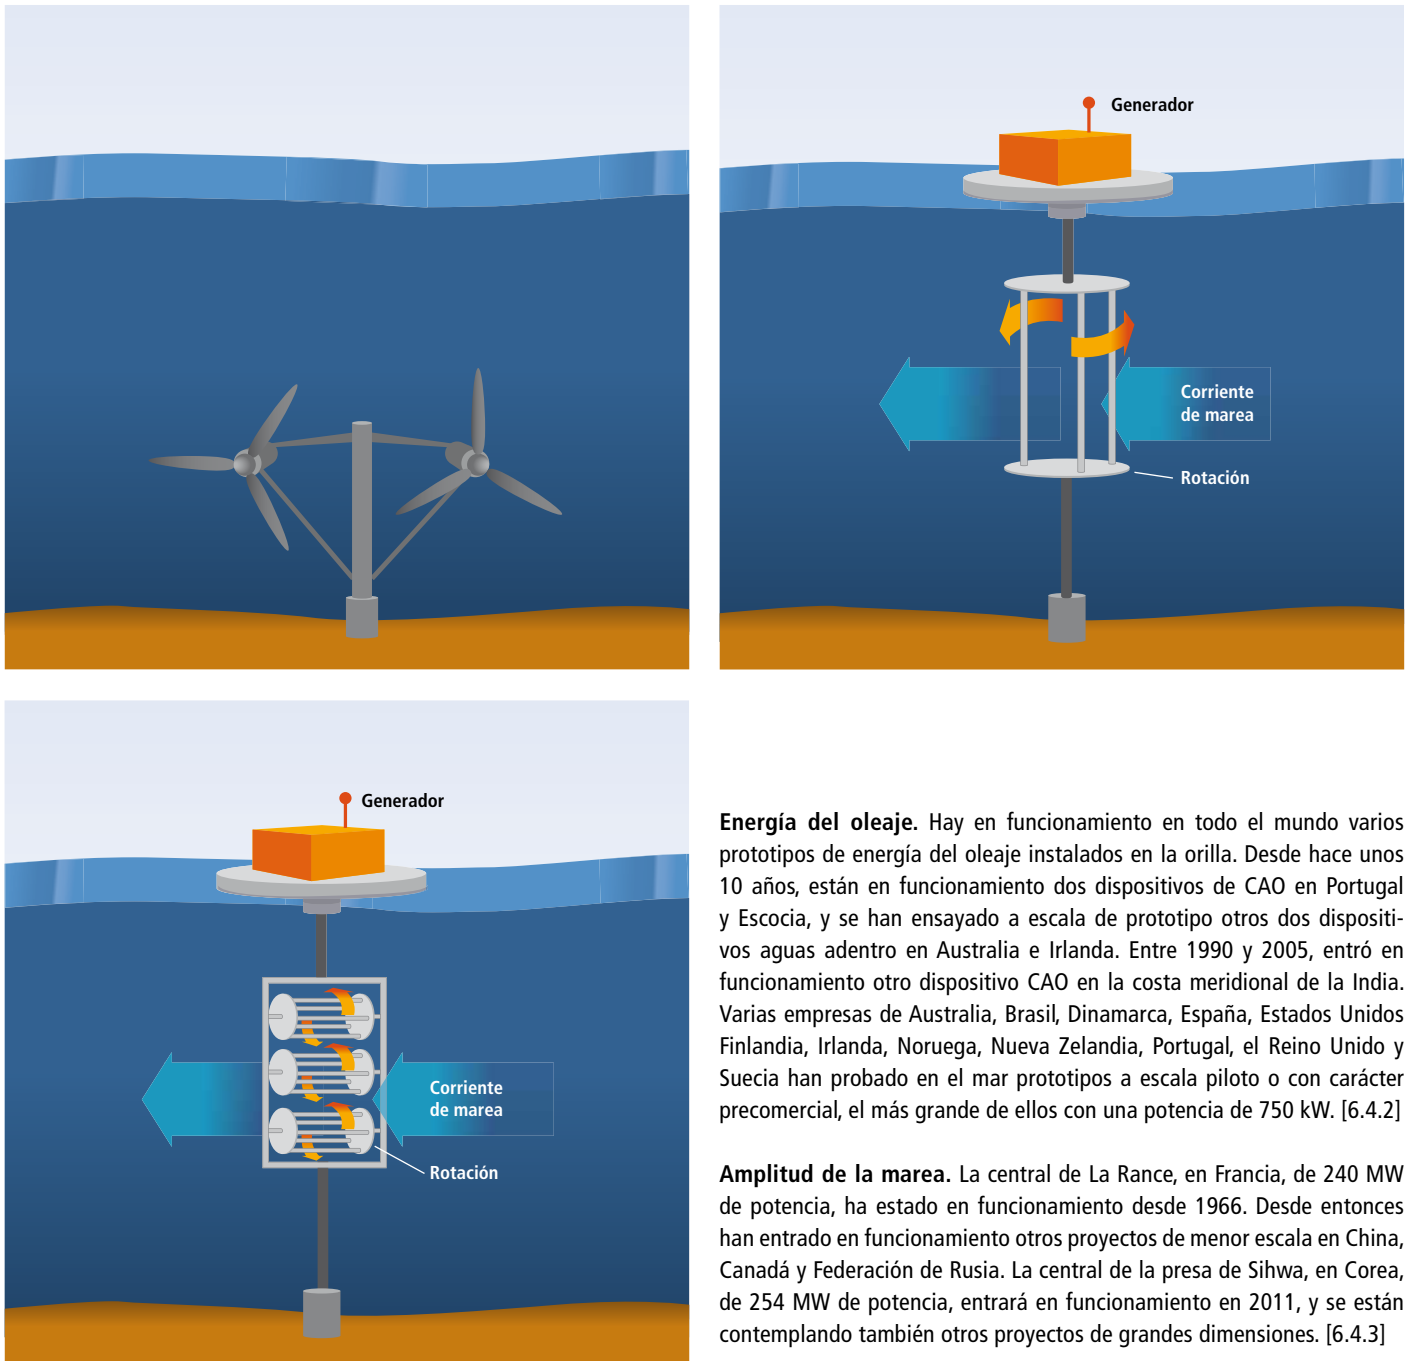 Generador
Corriente
de marea
Rotación
Generador
Corriente
de marea
Rotación
Energía del oleaje. Hay en funcionamiento en todo el mundo varios
prototipos de energía del oleaje instalados en la orilla. Desde hace unos
10 años, están en funcionamiento dos dispositivos de CAO en Portugal
y Escocia, y se han ensayado a escala de prototipo otros dos dispositi-
vos aguas adentro en Australia e Irlanda. Entre 1990 y 2005, entró en
funcionamiento otro dispositivo CAO en la costa meridional de la India.
Varias empresas de Australia, Brasil, Dinamarca, España, Estados Unidos
Finlandia, Irlanda, Noruega, Nueva Zelandia, Portugal, el Reino Unido y
Suecia han probado en el mar prototipos a escala piloto o con carácter
precomercial, el más grande de ellos con una potencia de 750 kW. [6.4.2]
Amplitud de la marea. La central de La Rance, en Francia, de 240 MW
de potencia, ha estado en funcionamiento desde 1966. Desde entonces
han entrado en funcionamiento otros proyectos de menor escala en China,
Canadá y Federación de Rusia. La central de la presa de Sihwa, en Corea,
de 254 MW de potencia, entrará en funcionamiento en 2011, y se están
contemplando también otros proyectos de grandes dimensiones. [6.4.3]